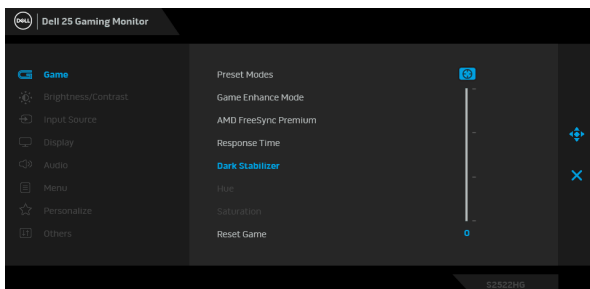 DELL
Dell 25 Gaming Monitor
Game
Preset Modes
Brightness/Contrast
Game Enhance Mode
Input Source
AMD FreeSync Premium
Display
Response Time
Audio
Dark Stabilizer
Menu
Hue
Personalize
Saturation
Others
Reset Game
0
S2522HG